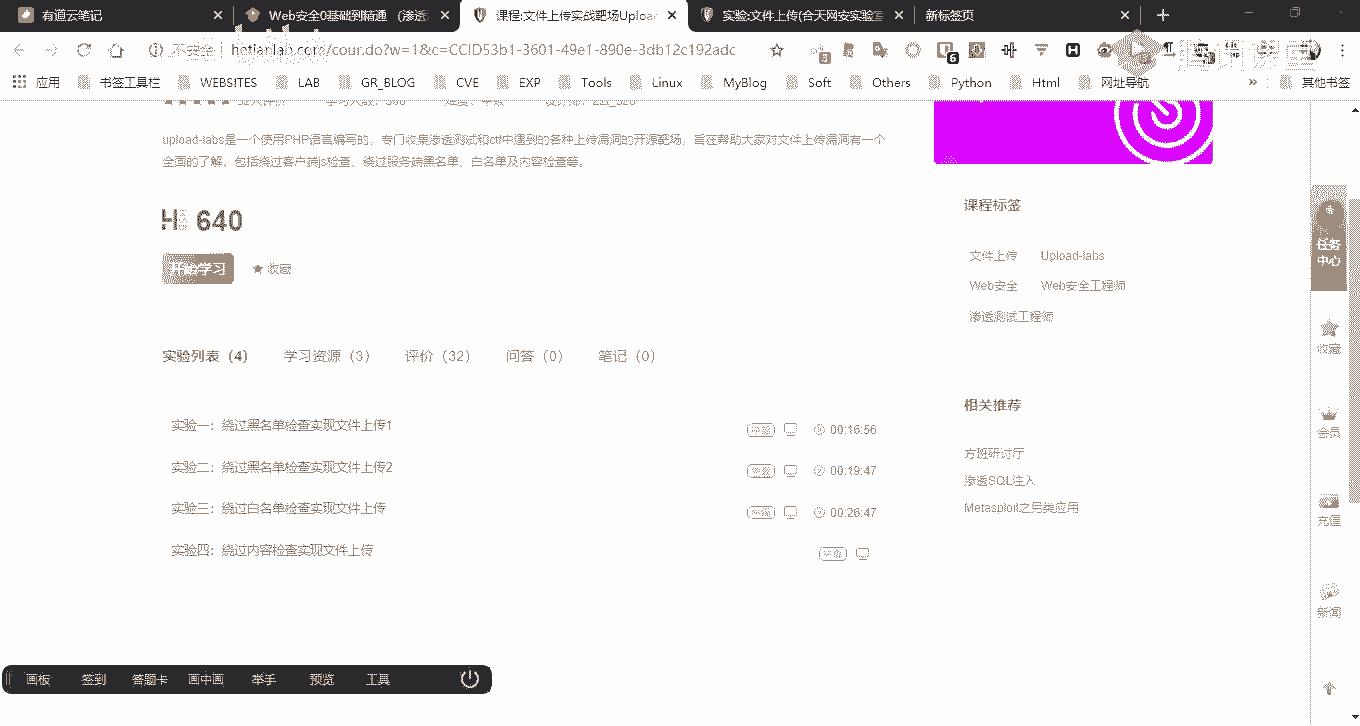 有道云笔记
Web安全0基础到精通 （渗透
课程:文件上传实战靶场Upload
实验:文件上传(合天网安实验室
新标签页
不安全 hetianlab.com/cour.do?w=1&c=CCID53b1-3601-49e1-890e-3db12c192adc
腾讯课堂
应用 书签工具栏 WEBSITES LAB GR_BLOG CVE EXP Tools Linux MyBlog Soft Others Python Html 网址导航 » 其他书签
upload-labs是一个使用PHP语言编写的，专门收集渗透测试和ctf中遇到的各种上传漏洞的开源靶场，旨在帮助大家对文件上传漏洞有一个
全面的了解。包括绕过客户端js检查、绕过服务端黑名单、白名单及内容检查等。
640
开始学习 收藏
实验列表（4） 学习资源（3） 评价（32） 问答（0） 笔记（0）
实验一：绕过黑名单检查实现文件上传1 00:16:56
实验二：绕过黑名单检查实现文件上传2 00:19:47
实验三：绕过白名单检查实现文件上传 00:26:47
实验四：绕过内容检查实现文件上传
课程标签
文件上传 Upload-labs
Web安全 Web安全工程师
渗透测试工程师
相关推荐
方班研讨厅
渗透SQL注入
Metasploit之另类应用
任务
中心
收藏
会员
充值
新闻
画板 签到 答题卡 画中画 举手 预览 工具